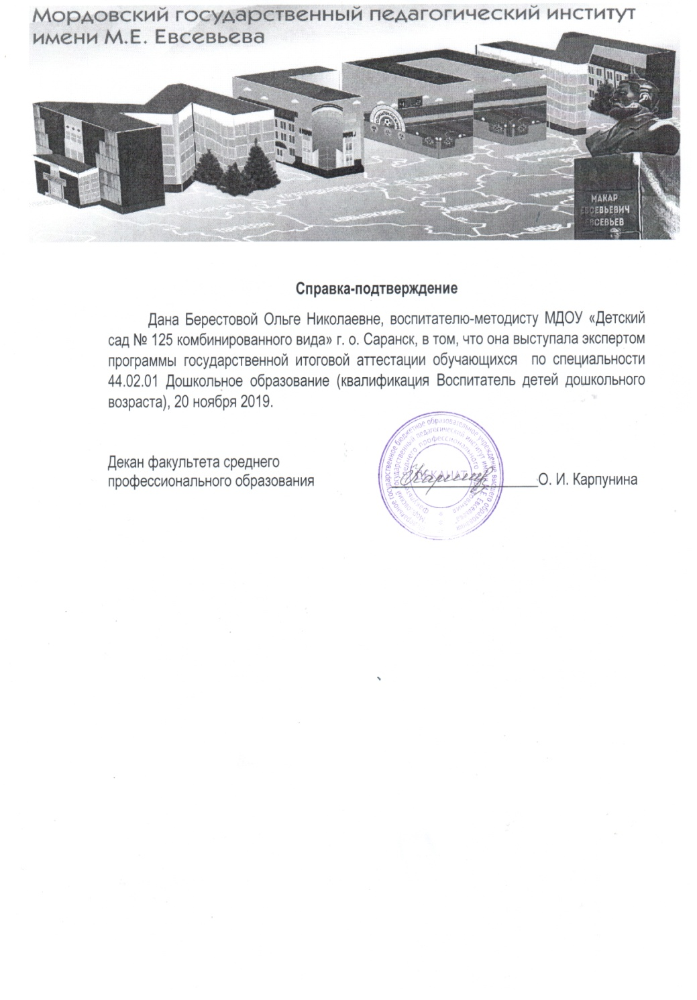 Мордовский государственный педагогический институт
имени М.Е. Евсевьева
МАКАР
ЕВСЕВЬЕВИЧ
ЕВСЕВЬЕВ
Справка-подтверждение
Дана Берестовой Ольге Николаевне, воспитателю-методисту МДОУ «Детский
сад № 125 комбинированного вида» г. о. Саранск, в том, что она выступала экспертом
программы государственной итоговой аттестации обучающихся по специальности
44.02.01 Дошкольное образование (квалификация Воспитатель детей дошкольного
возраста), 20 ноября 2019.
Декан факультета среднего
профессионального образования О. И. Карпунина
ДЕКАНАТ